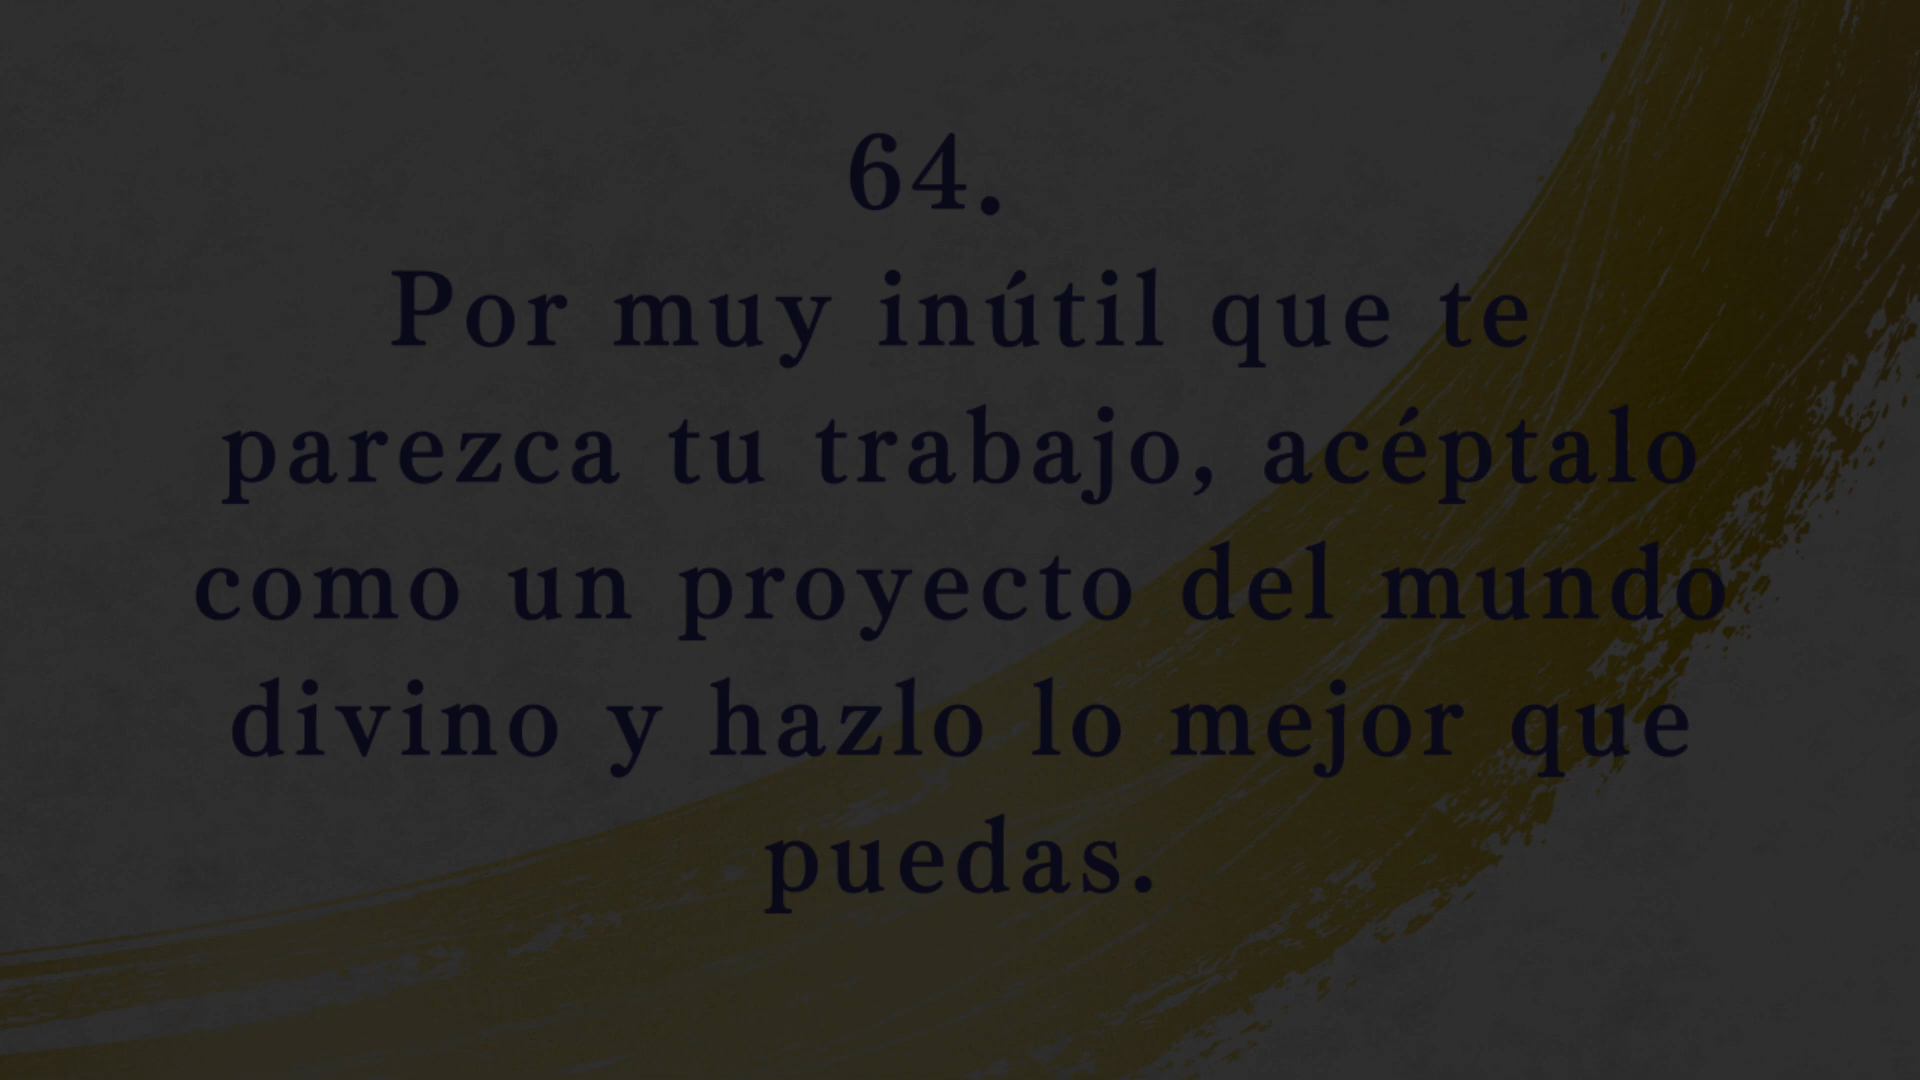 64.
Por muy inútil que te
parezca tu trabajo, acéptalo
como un proyecto del mundo
divino y hazlo lo mejor que
puedas.